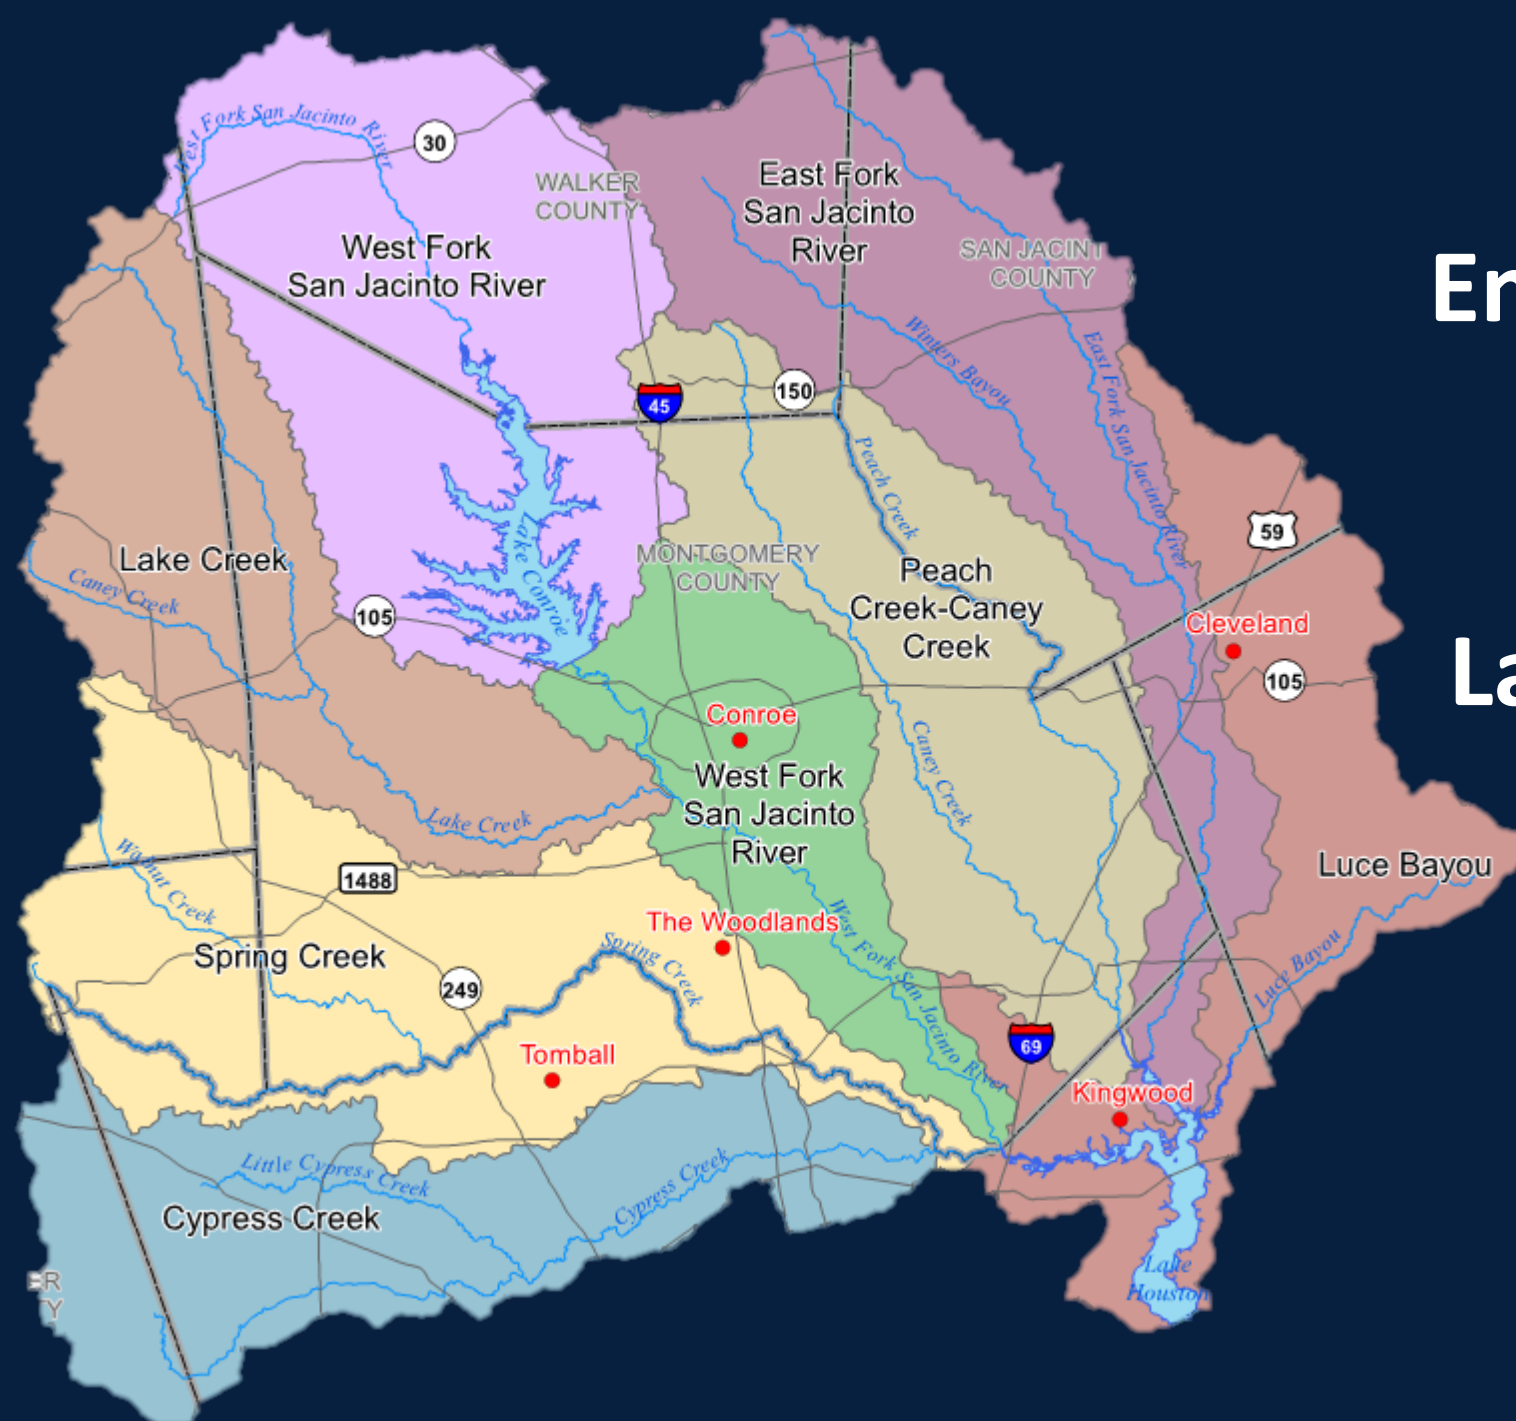 West Fork San Jacinto River
30
WALKER
COUNTY
East Fork
San Jacinto
River
West Fork
San Jacinto River
SAN JACINT
COUNTY
En
Winters Bayou
East Fork San Jacinto River
45
150
Peach Creek
59
Lake Creek
Caney Creek
Lake Conroe
MONTGOMERY
COUNTY
Peach
Creek-Caney
Creek
105
Cleveland
La
105
Conroe
West Fork
San Jacinto
River
Caney Creek
Lake Creek
Walnut Creek
1488
Luce Bayou
The Woodlands
Spring Creek
Spring Creek
West Fork San Jacinto River
Luce Bayou
249
69
Tomball
Kingwood
Little Cypress Creek
Cypress Creek
Cypress Creek
ER
Y
Lake
Houston